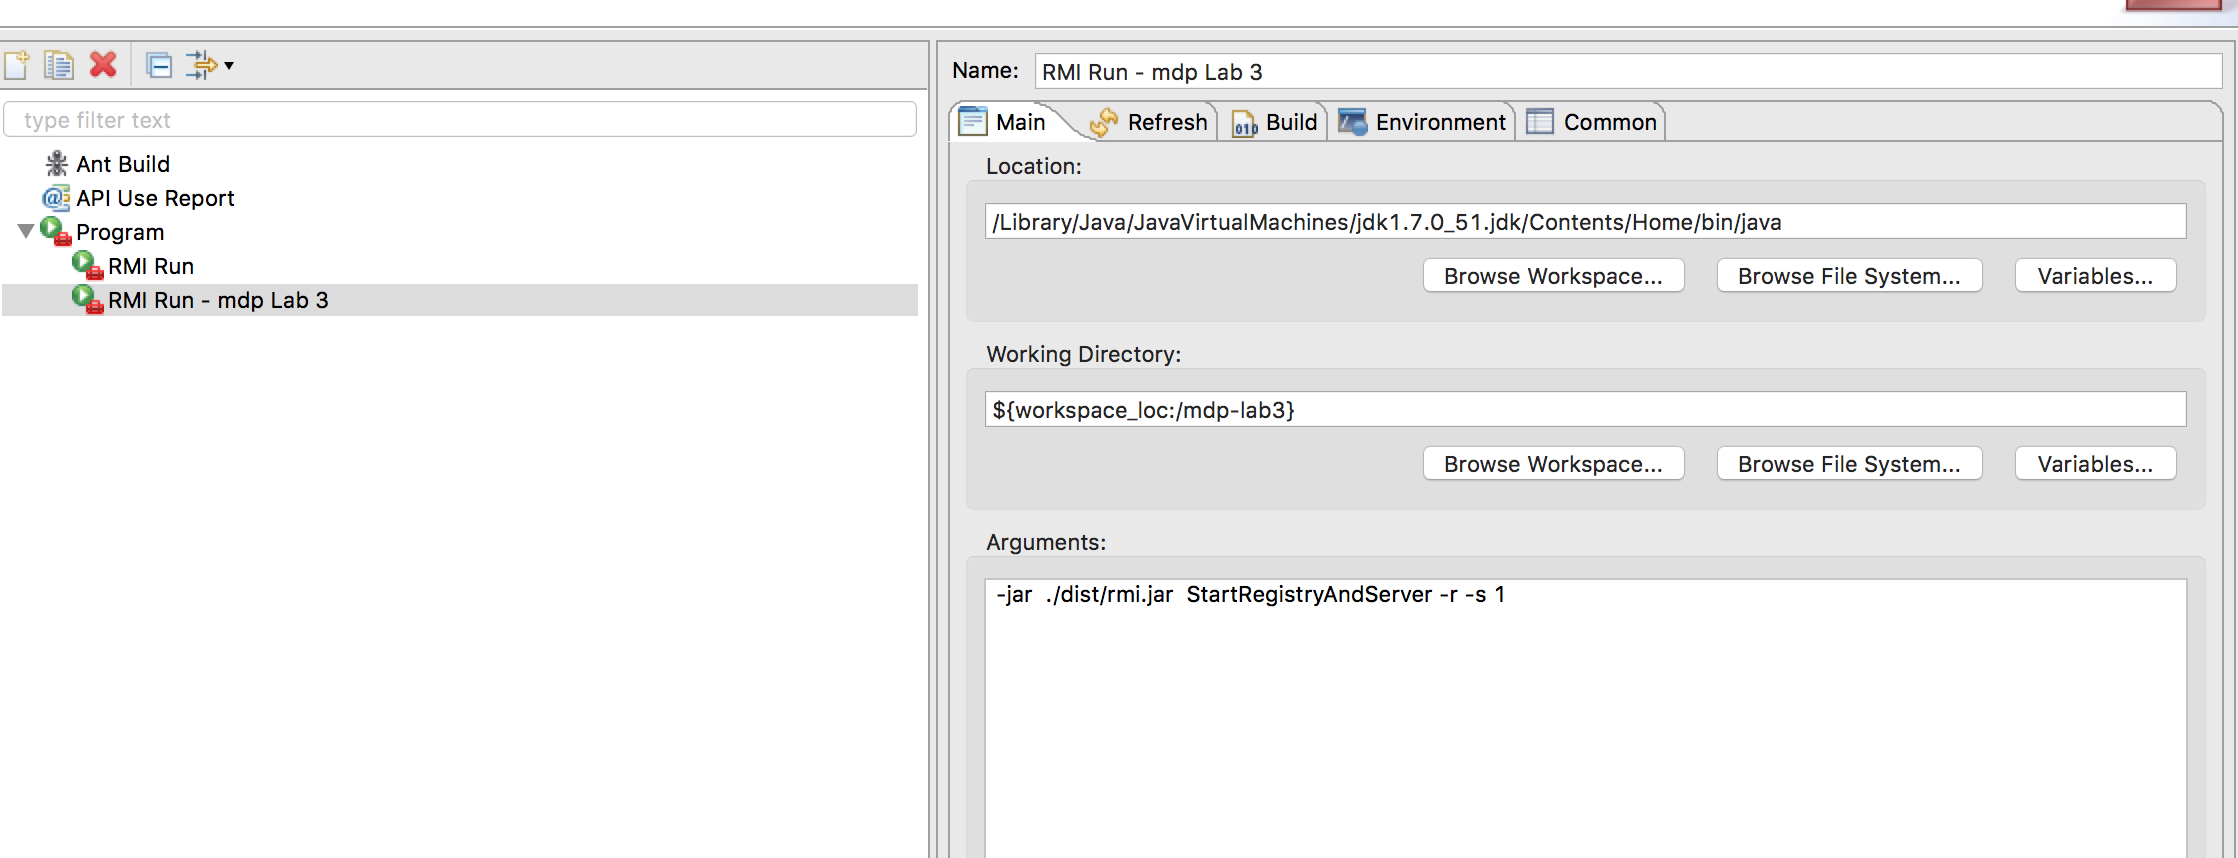 type filter text
Ant Build
API Use Report
Program
RMI Run
RMI Run - mdp Lab 3
Name: RMI Run - mdp Lab 3
Main Refresh Build Environment Common
Location:
/Library/Java/JavaVirtualMachines/jdk1.7.0_51.jdk/Contents/Home/bin/java
Browse Workspace... Browse File System... Variables...
Working Directory:
${workspace_loc:/mdp-lab3}
Browse Workspace... Browse File System... Variables...
Arguments:
-jar ./dist/rmi.jar StartRegistryAndServer -r -s 1